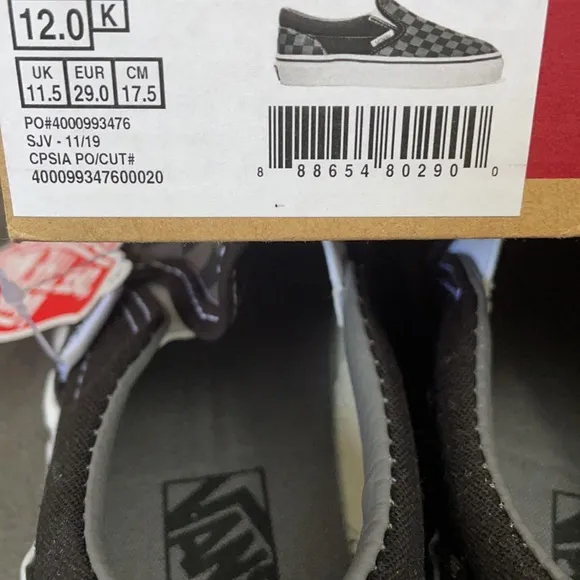 12.0 K
UK EUR CM
11.5 29.0 17.5
PO#4000993476
SJV - 11/19
CPSIA PO/CUT#
400099347600020
8 88654 80290 0
VANS